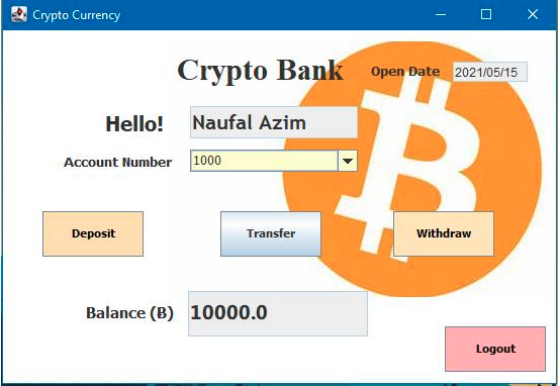 Crypto Currency
Crypto Bank
Open Date 2021/05/15
Hello! Naufal Azim
Account Number 1000
Deposit Transfer Withdraw
Balance (B) 10000.0
Logout